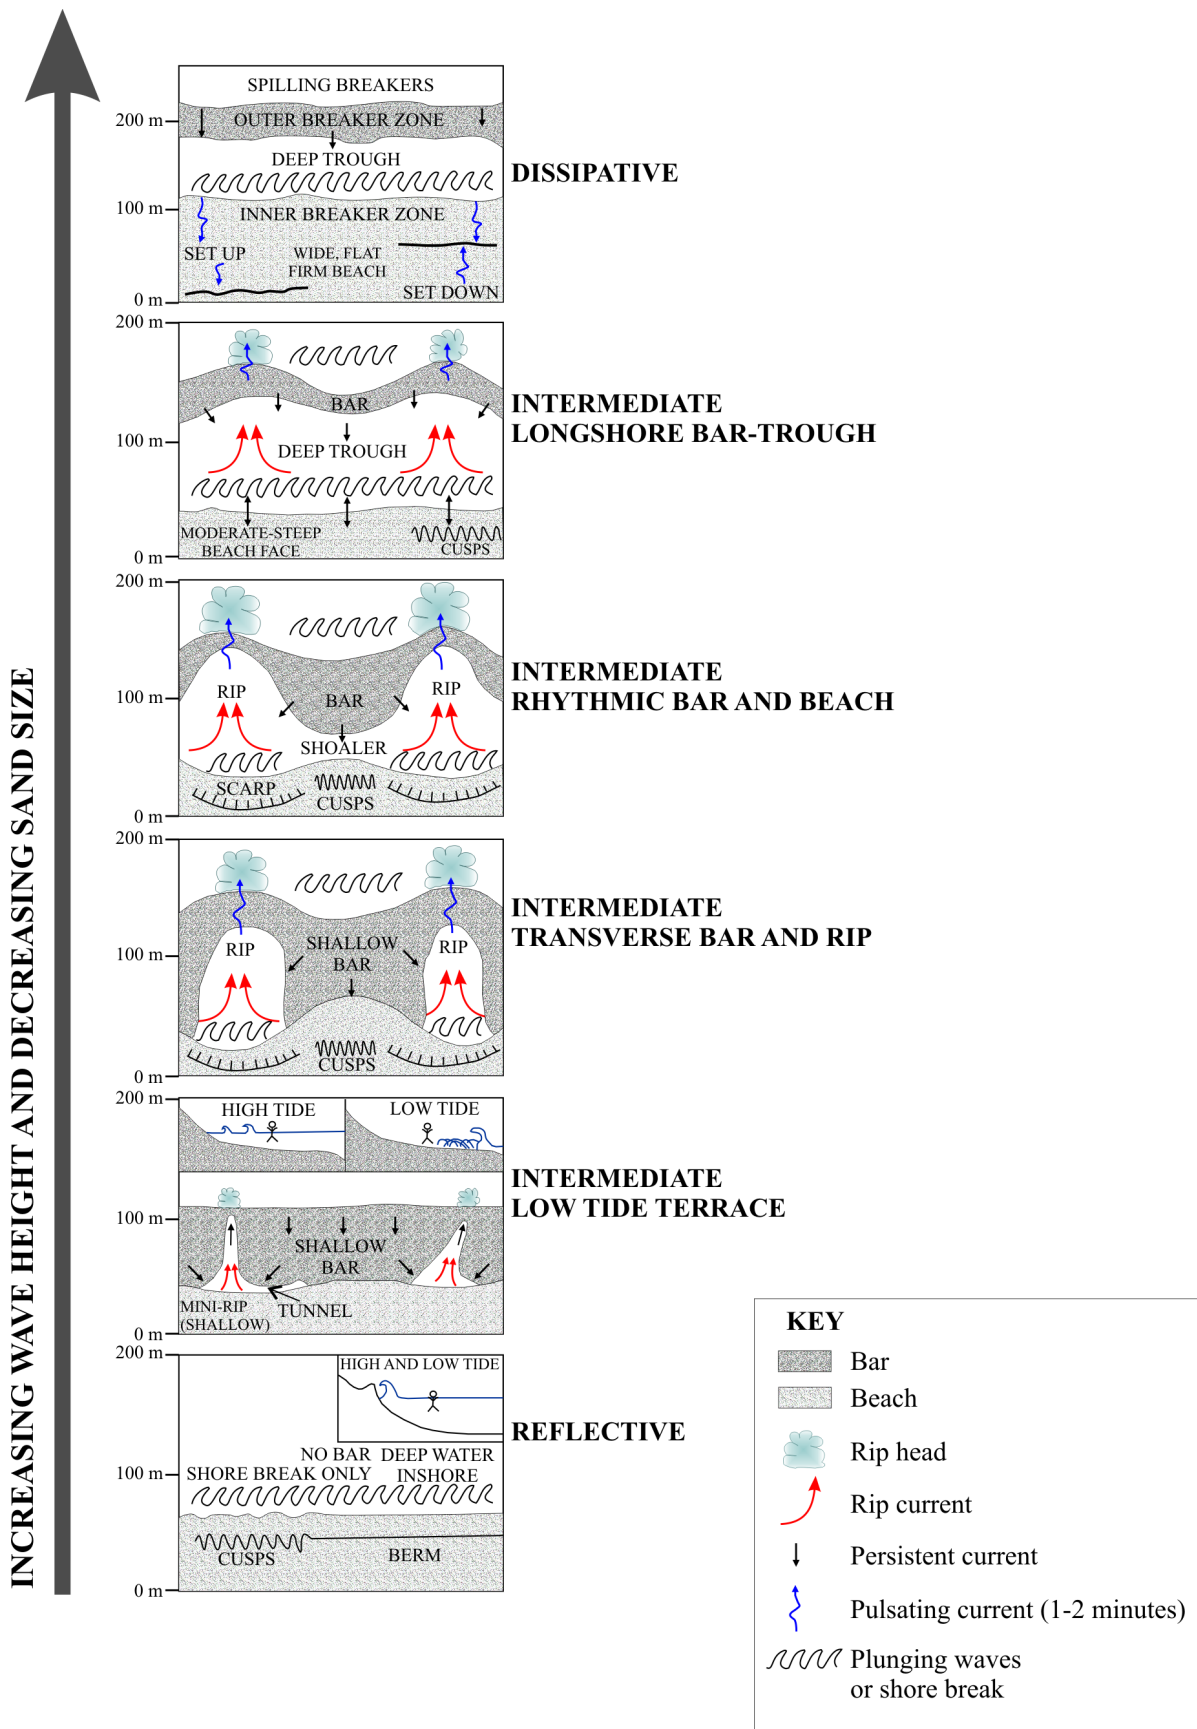 INCREASING WAVE HEIGHT AND DECREASING SAND SIZE
SPILLING BREAKERS
200 m
OUTER BREAKER ZONE
DEEP TROUGH
DISSIPATIVE
100 m
INNER BREAKER ZONE
SET UP
WIDE, FLAT
FIRM BEACH
SET DOWN
0 m
200 m
BAR
INTERMEDIATE
LONGSHORE BAR-TROUGH
100 m
DEEP TROUGH
MODERATE-STEEP
BEACH FACE
CUSPS
0 m
200 m
INTERMEDIATE
RHYTHMIC BAR AND BEACH
RIP
RIP
100 m
BAR
SHOALER
SCARP
CUSPS
0 m
200 m
INTERMEDIATE
TRANSVERSE BAR AND RIP
RIP
SHALLOW
BAR
RIP
100 m
CUSPS
0 m
200 m
HIGH TIDE
LOW TIDE
INTERMEDIATE
LOW TIDE TERRACE
100 m
SHALLOW
BAR
MINI-RIP
(SHALLOW)
TUNNEL
0 m
200 m
HIGH AND LOW TIDE
REFLECTIVE
NO BAR
DEEP WATER
INSHORE
100 m
SHORE BREAK ONLY
CUSPS
BERM
0 m
KEY
Bar
Beach
Rip head
Rip current
Persistent current
Pulsating current (1-2 minutes)
Plunging waves
or shore break